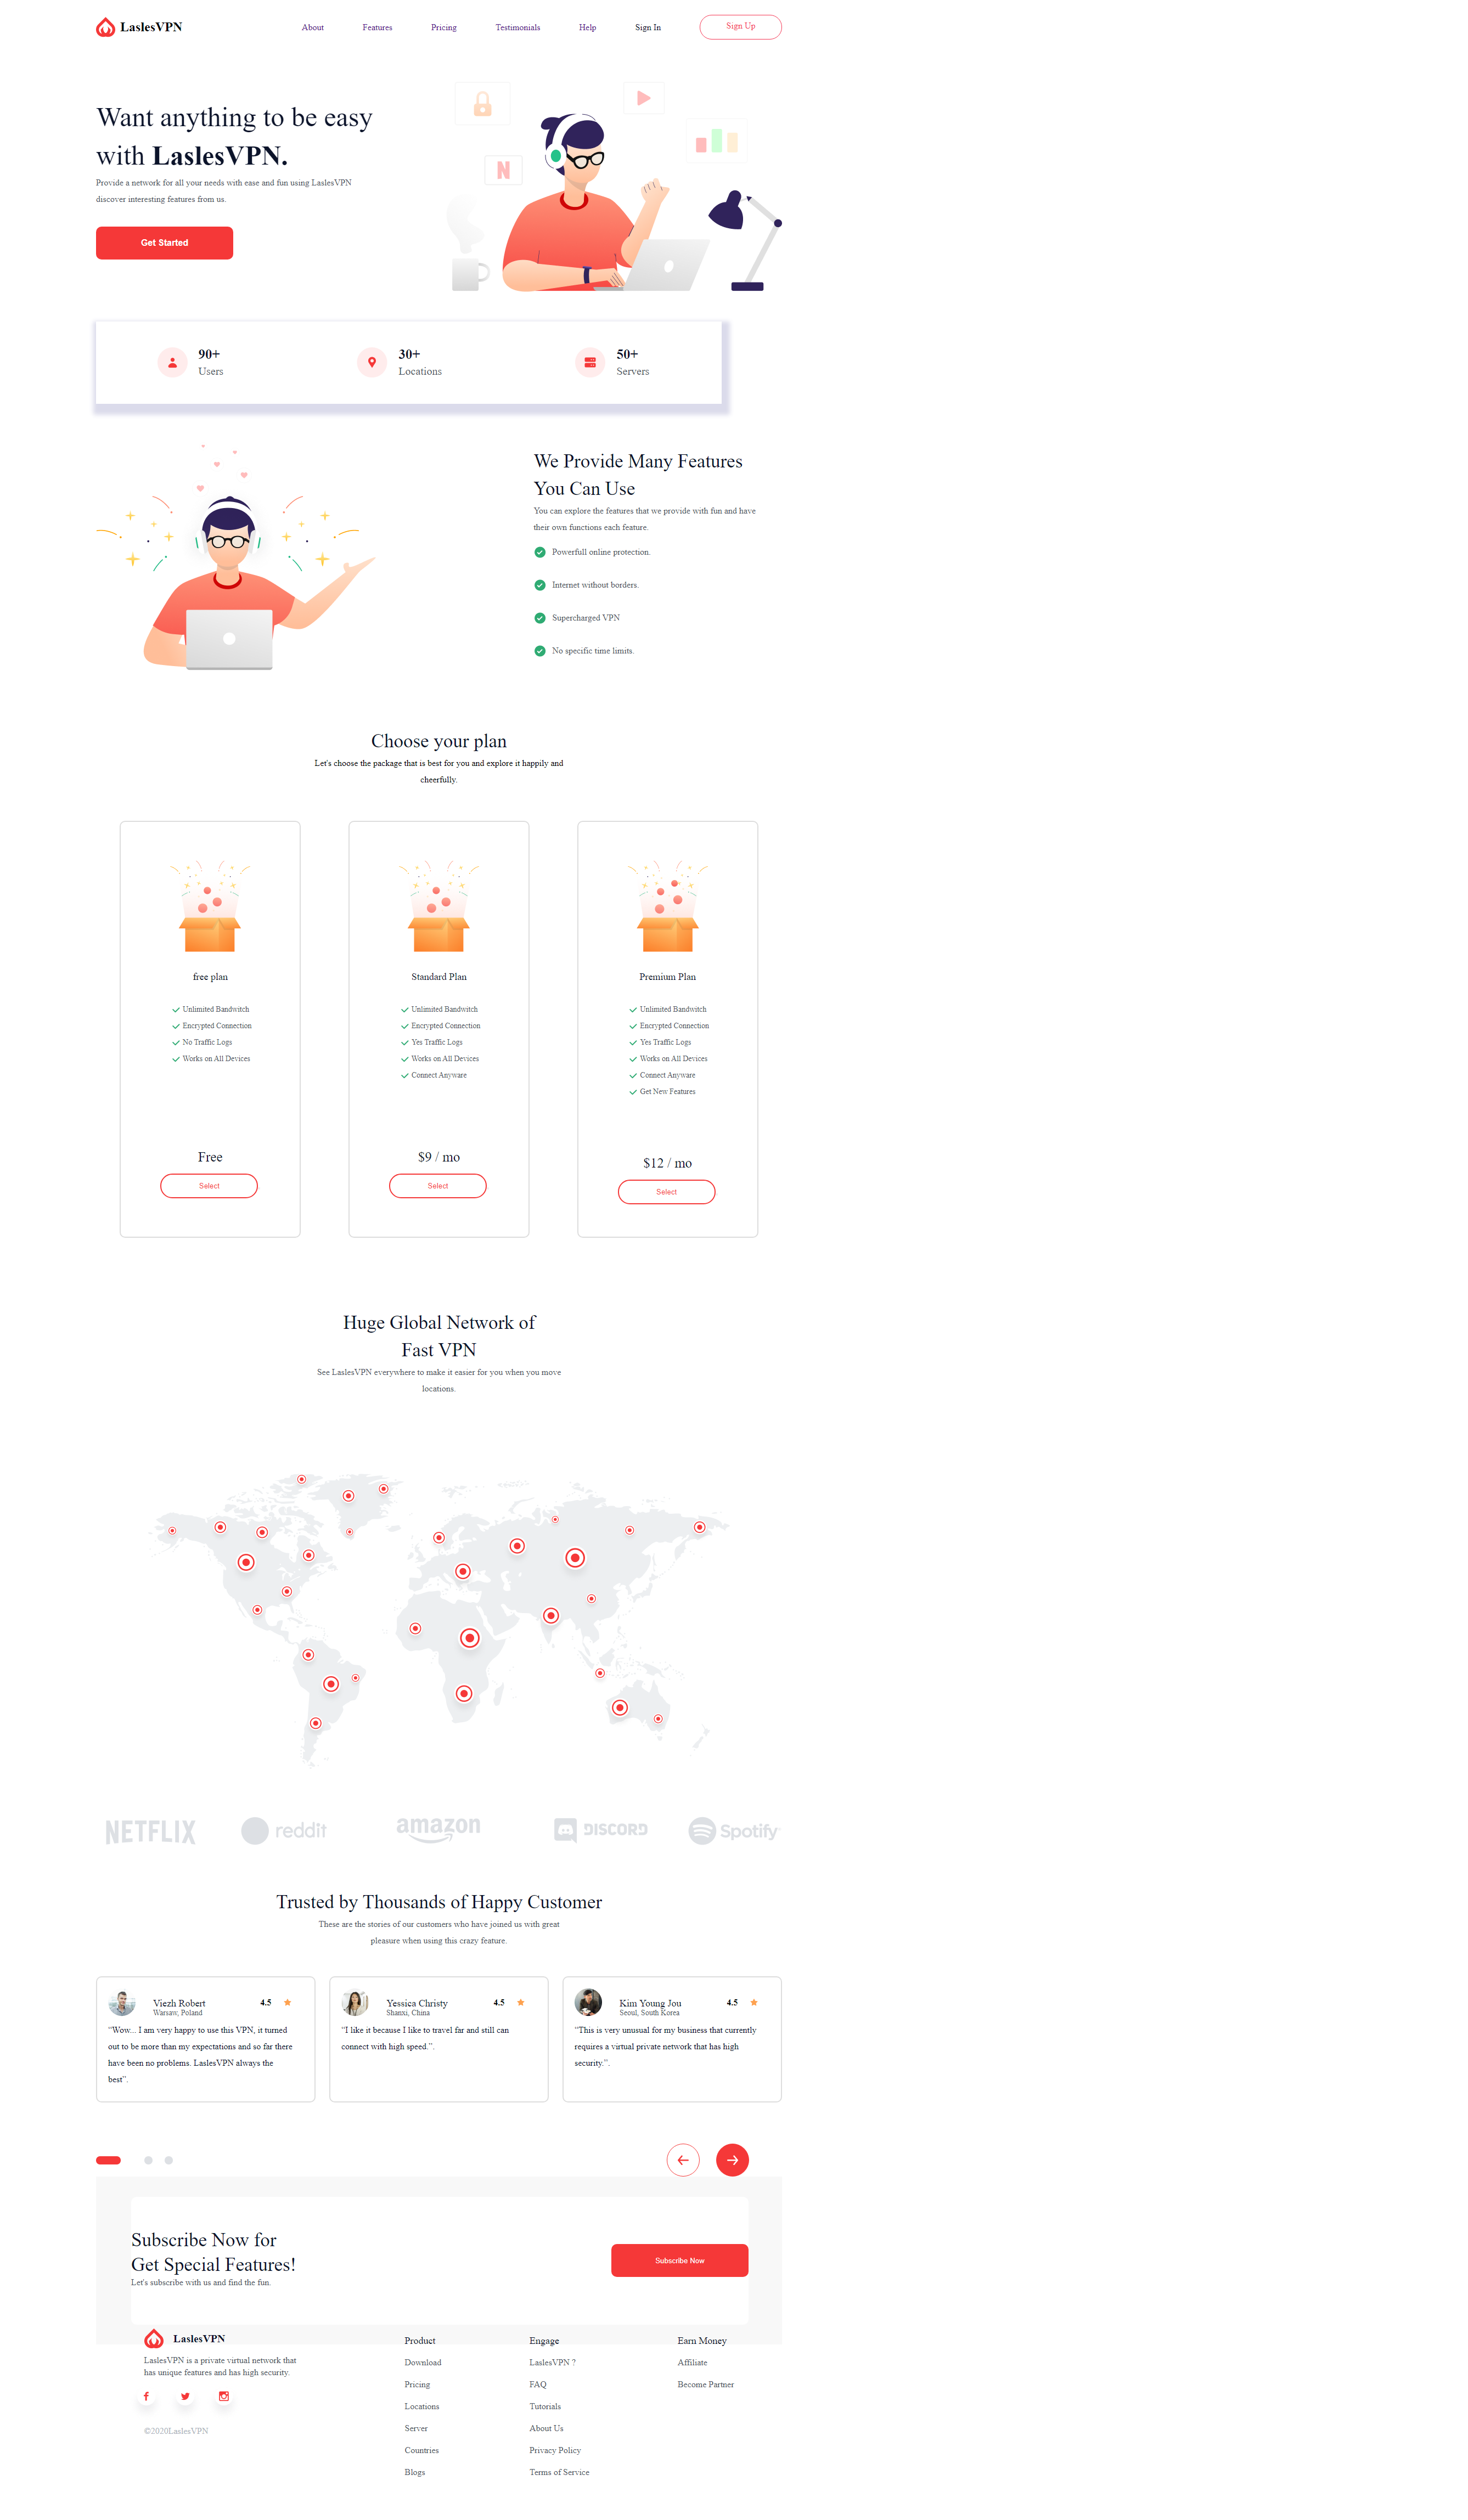 LaslesVPN
About Features Pricing Testimonials Help Sign In Sign Up
Want anything to be easy
with LaslesVPN.
Provide a network for all your needs with ease and fun using LaslesVPN
discover interesting features from us.
Get Started
N
90+
Users
30+
Locations
50+
Servers
We Provide Many Features
You Can Use
You can explore the features that we provide with fun and have
their own functions each feature.
Powerfull online protection.
Internet without borders.
Supercharged VPN
No specific time limits.
Choose your plan
Let's choose the package that is best for you and explore it happily and
cheerfully.
free plan
Unlimited Bandwitch
Encrypted Connection
No Traffic Logs
Works on All Devices
Free
Select
Standard Plan
Unlimited Bandwitch
Encrypted Connection
Yes Traffic Logs
Works on All Devices
Connect Anyware
$9 / mo
Select
Premium Plan
Unlimited Bandwitch
Encrypted Connection
Yes Traffic Logs
Works on All Devices
Connect Anyware
Get New Features
$12 / mo
Select
Huge Global Network of
Fast VPN
See LaslesVPN everywhere to make it easier for you when you move
locations.
NETFLIX reddit amazon DISCORD Spotify
Trusted by Thousands of Happy Customer
These are the stories of our customers who have joined us with great
pleasure when using this crazy feature.
Viezh Robert
Warsaw, Poland
4.5
“Wow... I am very happy to use this VPN, it turned
out to be more than my expectations and so far there
have been no problems. LaslesVPN always the
best”.
Yessica Christy
Shanxi, China
4.5
“I like it because I like to travel far and still can
connect with high speed.”.
Kim Young Jou
Seoul, South Korea
4.5
“This is very unusual for my business that currently
requires a virtual private network that has high
security.”.
Subscribe Now for
Get Special Features!
Let's subscribe with us and find the fun.
Subscribe Now
LaslesVPN
LaslesVPN is a private virtual network that
has unique features and has high security.
©2020LaslesVPN
Product
Download
Pricing
Locations
Server
Countries
Blogs
Engage
LaslesVPN ?
FAQ
Tutorials
About Us
Privacy Policy
Terms of Service
Earn Money
Affiliate
Become Partner